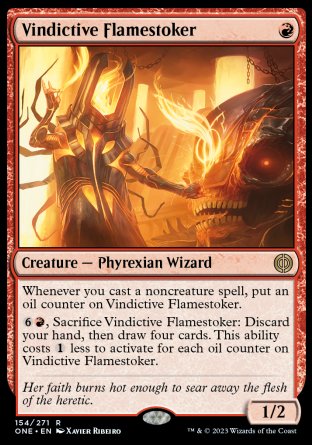 Vindictive Flamestoker
Creature — Phyrexian Wizard
Whenever you cast a noncreature spell, put an
oil counter on Vindictive Flamestoker.
6 , Sacrifice Vindictive Flamestoker: Discard
your hand, then draw four cards. This ability
costs 1 less to activate for each oil counter on
Vindictive Flamestoker.
Her faith burns hot enough to sear away the flesh
of the heretic.
1/2
154/271 R
ONE • EN Xavier Ribeiro
™ & © 2023 Wizards of the Coast